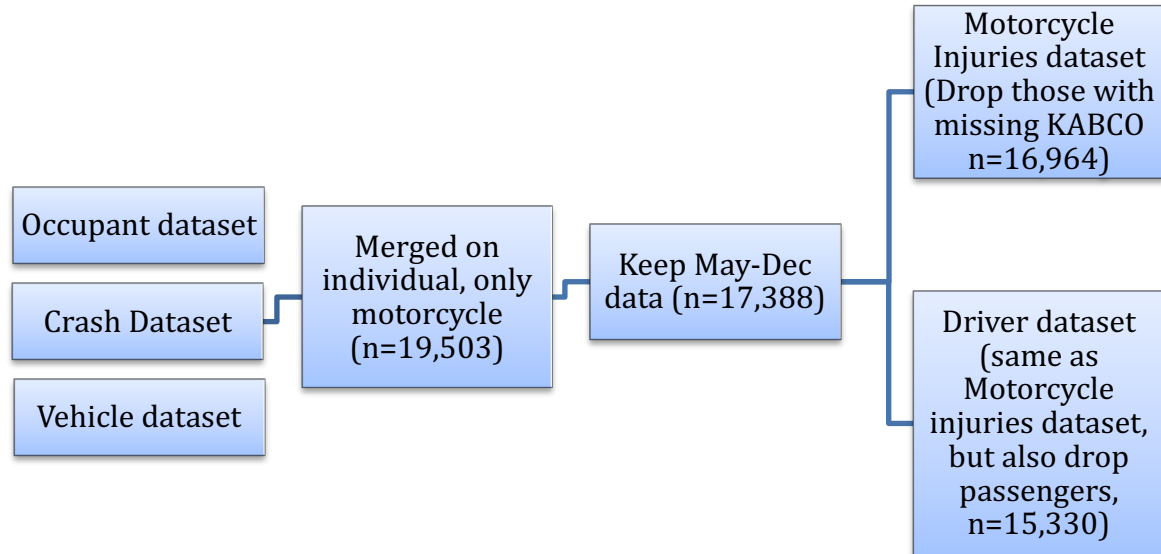 Occupant dataset
Crash Dataset
Vehicle dataset
Merged on
individual, only
motorcycle
(n=19,503)
Keep May-Dec
data (n=17,388)
Motorcycle
Injuries dataset
(Drop those with
missing KABCO
n=16,964)
Driver dataset
(same as
Motorcycle
injuries dataset,
but also drop
passengers,
n=15,330)